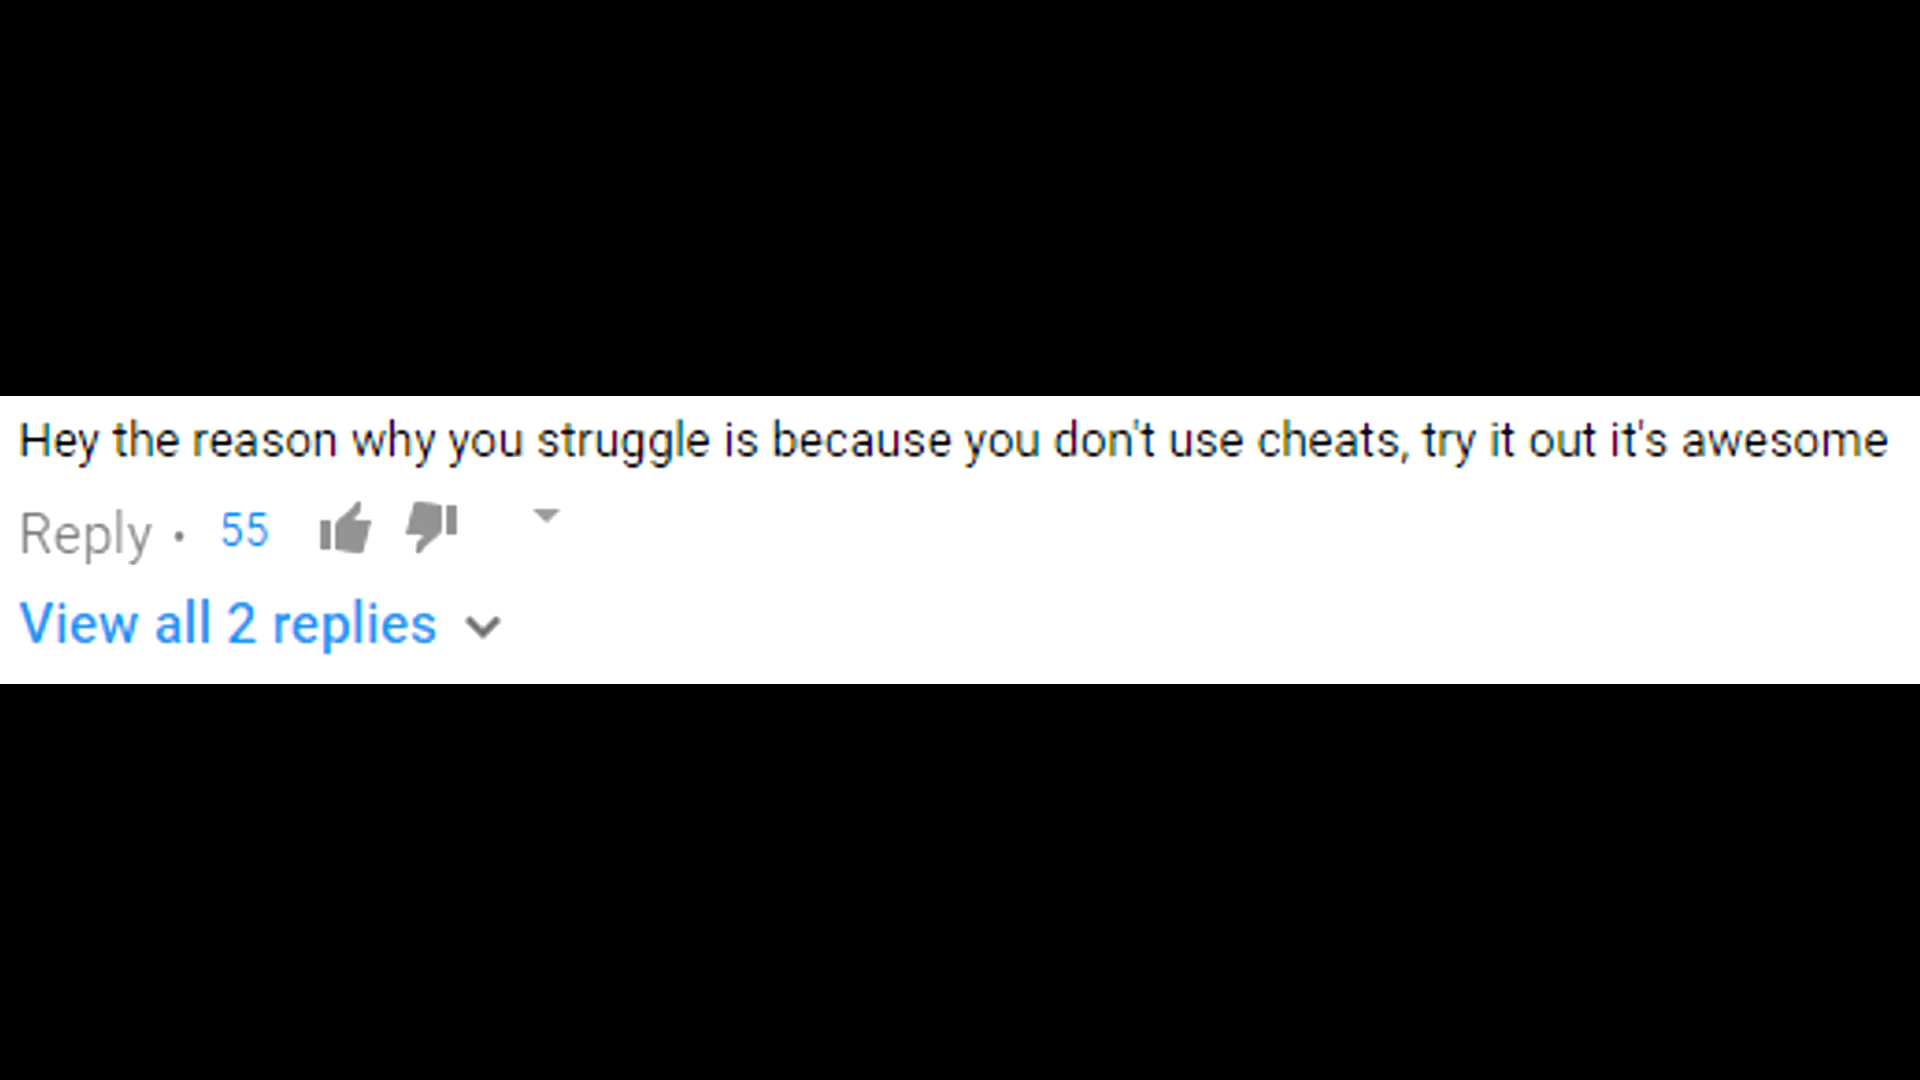 Hey the reason why you struggle is because you don't use cheats, try it out it's awesome
Reply • 55
View all 2 replies